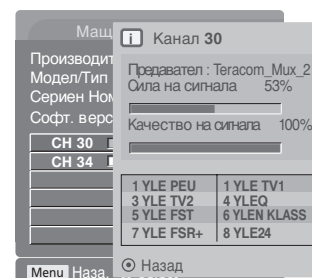 Мащ
Производит
Модел/Тип
Сериен Ном
Софт. верс
CH 30
CH 34
Menu Наза,
i Канал 30
Предавател : Teracom_Mux_2
Сила на сигнала 53%
Качество на сигнала 100%
1 YLE PEU 1 YLE TV1
3 YLE TV2 4 YLEQ
5 YLE FST 6 YLEN KLASS
7 YLE FSR+ 8 YLE24
Назад